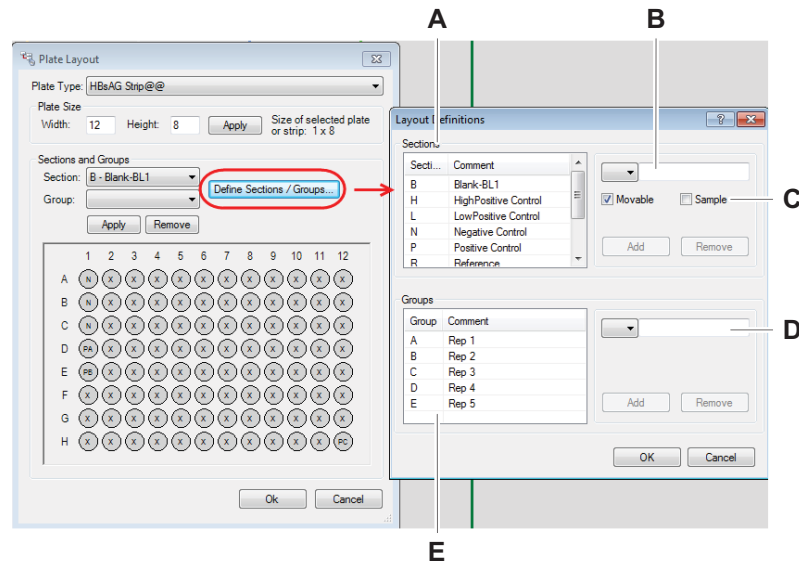 A
B
Plate Layout
Plate Type: HBsAG Strip@@
Plate Size
Width: 12 Height: 8 Apply Size of selected plate
or strip: 1 x 8
Sections and Groups
Section: B - Blank-BL1
Define Sections / Groups...
Group:
Apply Remove
1 2 3 4 5 6 7 8 9 10 11 12
A N X X X X X X X X X X X
B N X X X X X X X X X X X
C N X X X X X X X X X X X
D PA X X X X X X X X X X X
E PB X X X X X X X X X X X
F X X X X X X X X X X X X
G X X X X X X X X X X X X
H X X X X X X X X X X X PC
Ok Cancel
Layout Definitions
Sections
Secti... Comment
B Blank-BL1
H HighPositive Control
L LowPositive Control
N Negative Control
P Positive Control
R Reference
Movable Sample
C
Add Remove
Groups
Group Comment
A Rep 1
B Rep 2
C Rep 3
D Rep 4
E Rep 5
D
Add Remove
OK Cancel
E